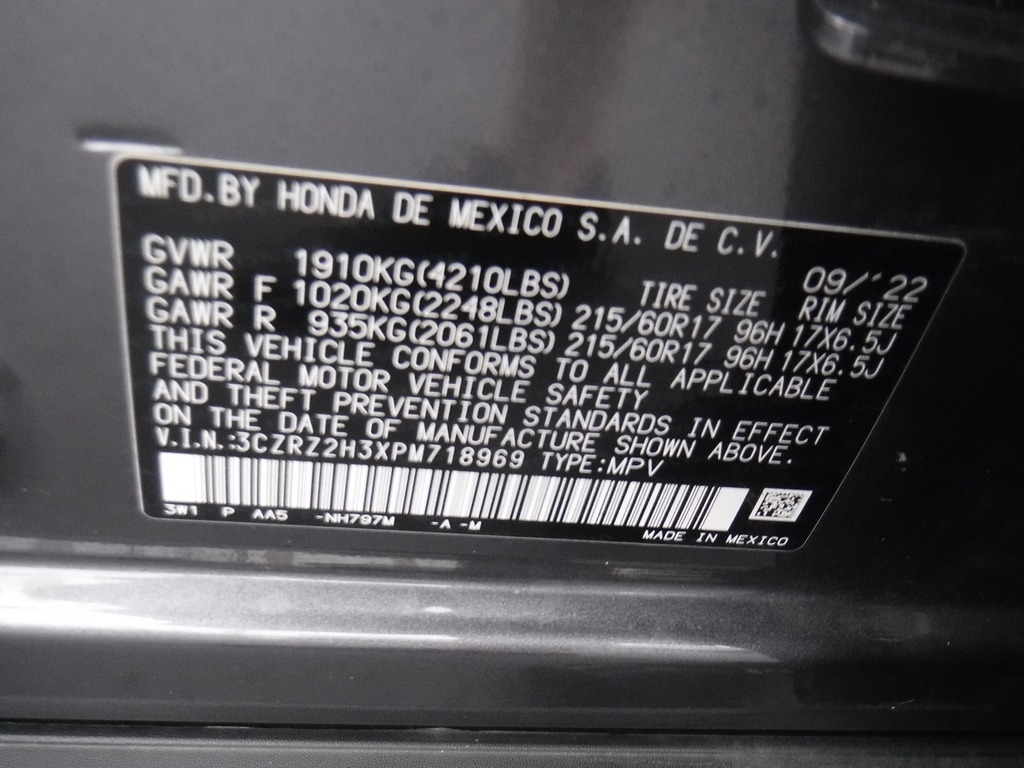 MFD.BY HONDA DE MEXICO S.A. DE C.V.
GVWR 1910KG(4210LBS) 09/'22
TIRE SIZE RIM SIZE
GAWR F 1020KG(2248LBS) 215/60R17 96H 17X6.5J
GAWR R 935KG(2061LBS) 215/60R17 96H 17X6.5J
THIS VEHICLE CONFORMS TO ALL APPLICABLE
FEDERAL MOTOR VEHICLE SAFETY
AND THEFT PREVENTION STANDARDS IN EFFECT
ON THE DATE OF MANUFACTURE SHOWN ABOVE.
V.I.N.:3CZRZ2H3XPM718969 TYPE:MPV
3W1 P AA5 -NH797M -A -M
MADE IN MEXICO